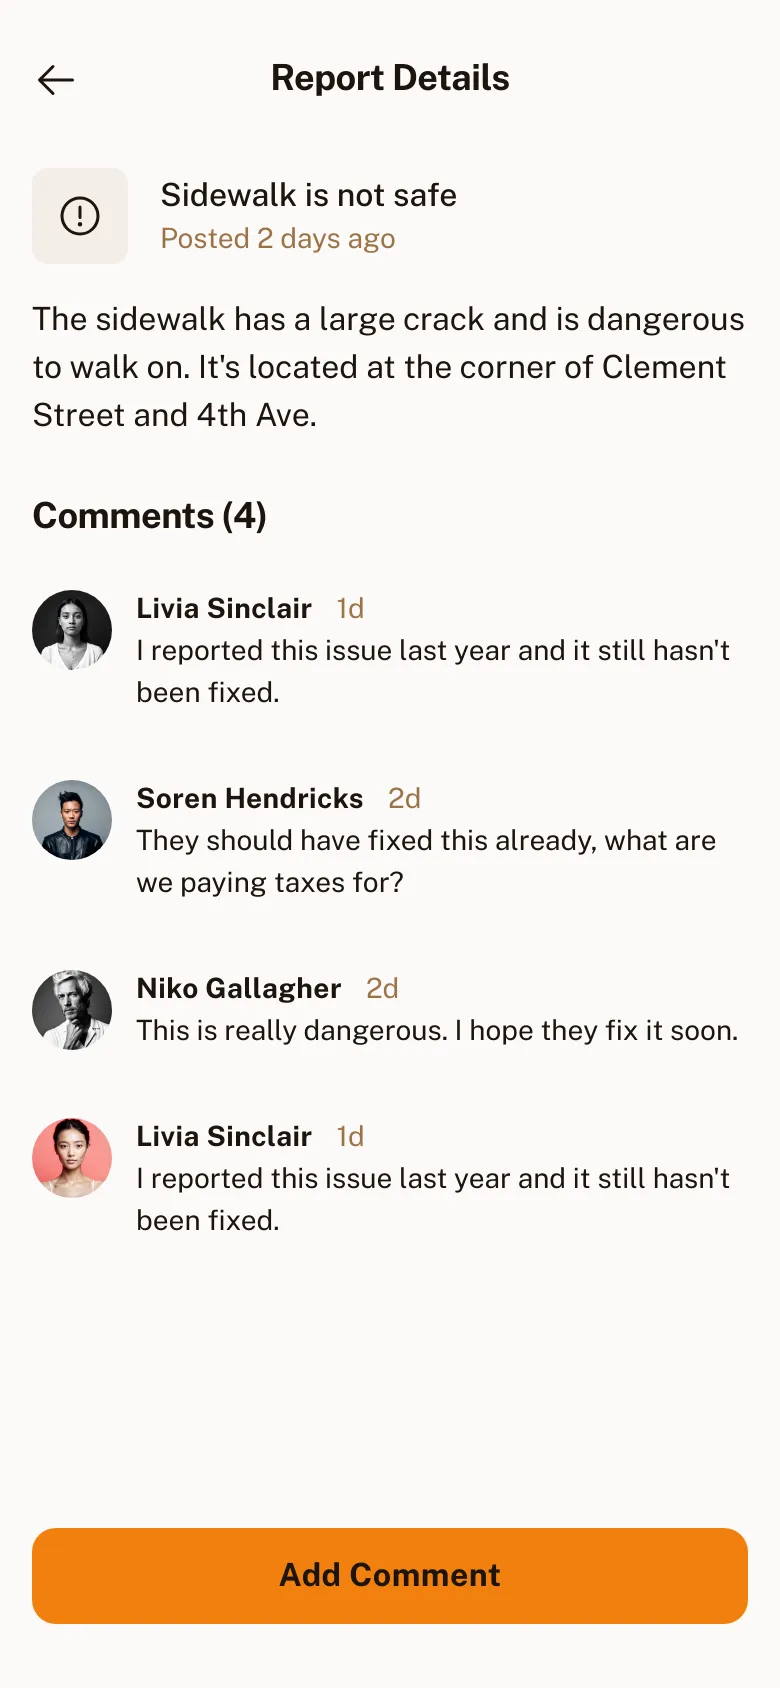 Report Details
Sidewalk is not safe
Posted 2 days ago
The sidewalk has a large crack and is dangerous
to walk on. It's located at the corner of Clement
Street and 4th Ave.
Comments (4)
Livia Sinclair 1d
I reported this issue last year and it still hasn't
been fixed.
Soren Hendricks 2d
They should have fixed this already, what are
we paying taxes for?
Niko Gallagher 2d
This is really dangerous. I hope they fix it soon.
Livia Sinclair 1d
I reported this issue last year and it still hasn't
been fixed.
Add Comment